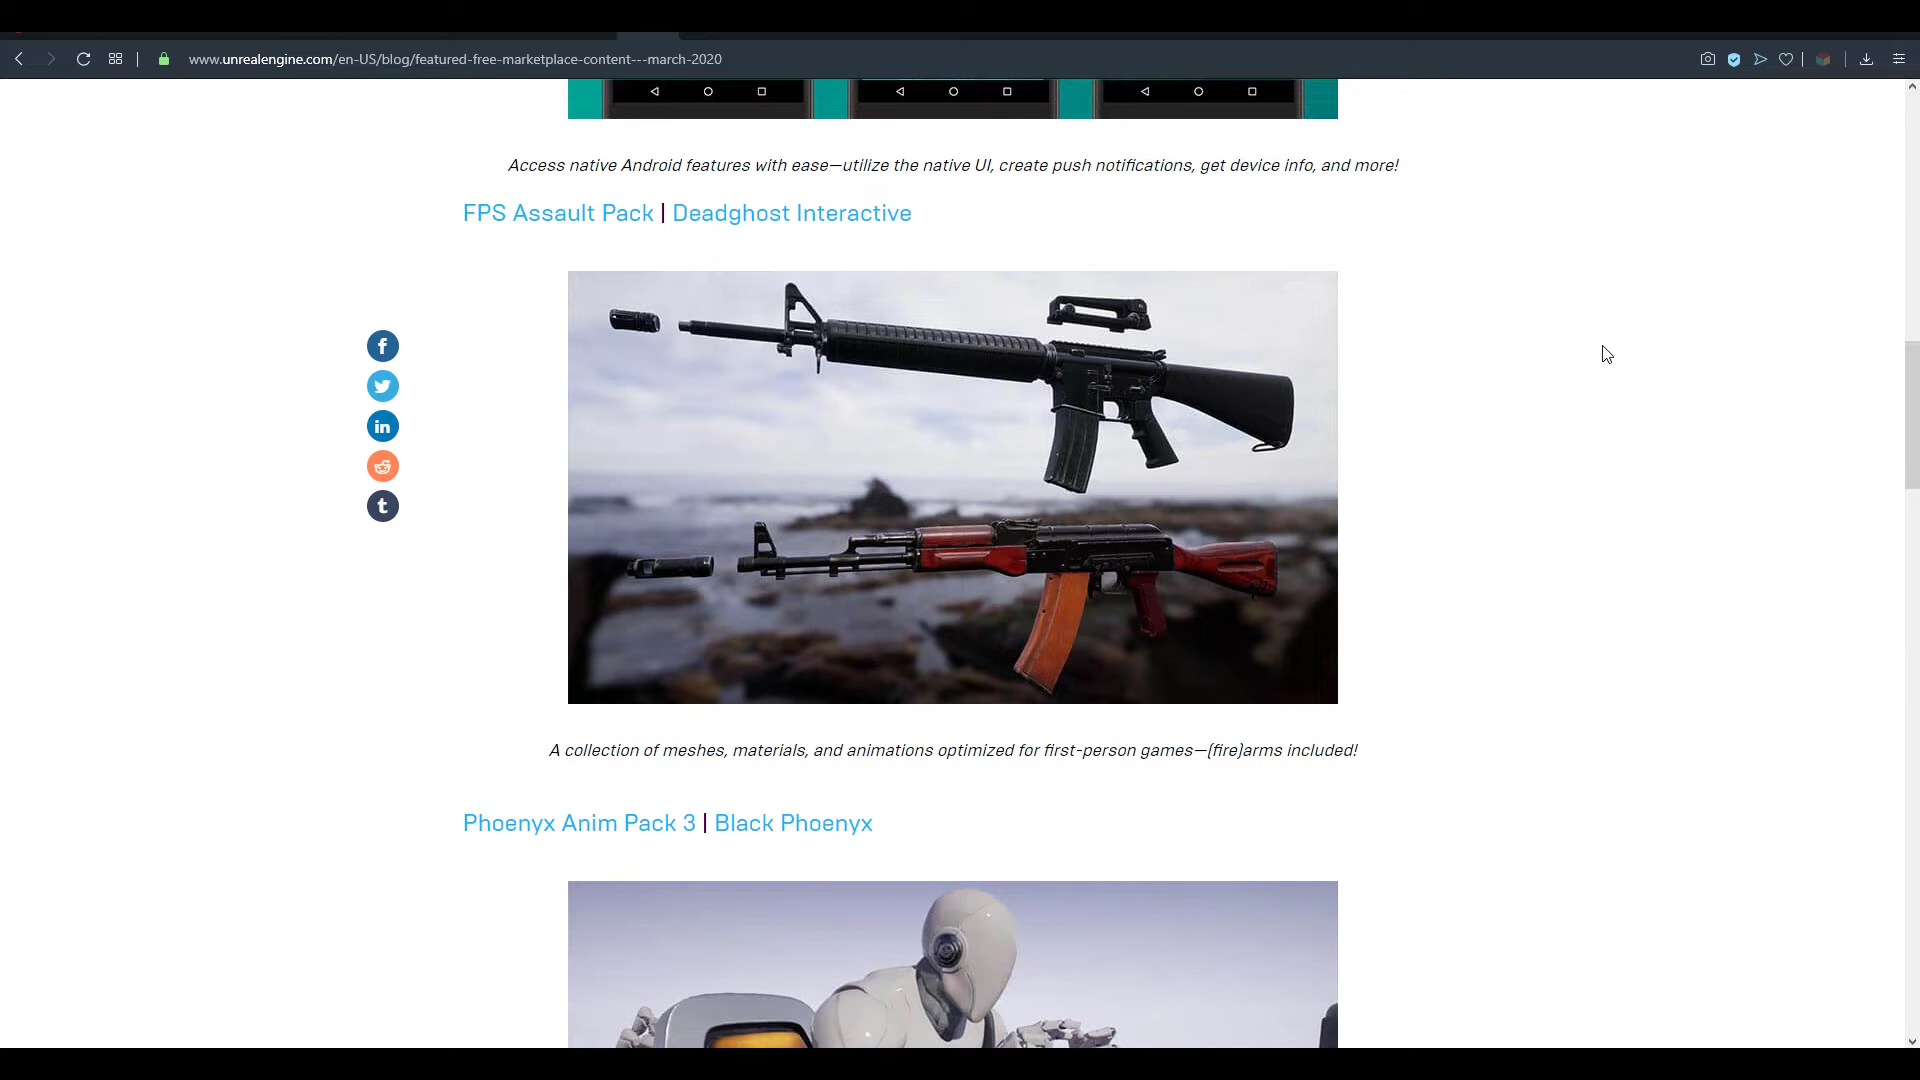 www.unrealengine.com/en-US/blog/featured-free-marketplace-content---march-2020
Access native Android features with ease—utilize the native UI, create push notifications, get device info, and more!
FPS Assault Pack | Deadghost Interactive
A collection of meshes, materials, and animations optimized for first-person games—(fire)arms included!
Phoenyx Anim Pack 3 | Black Phoenyx